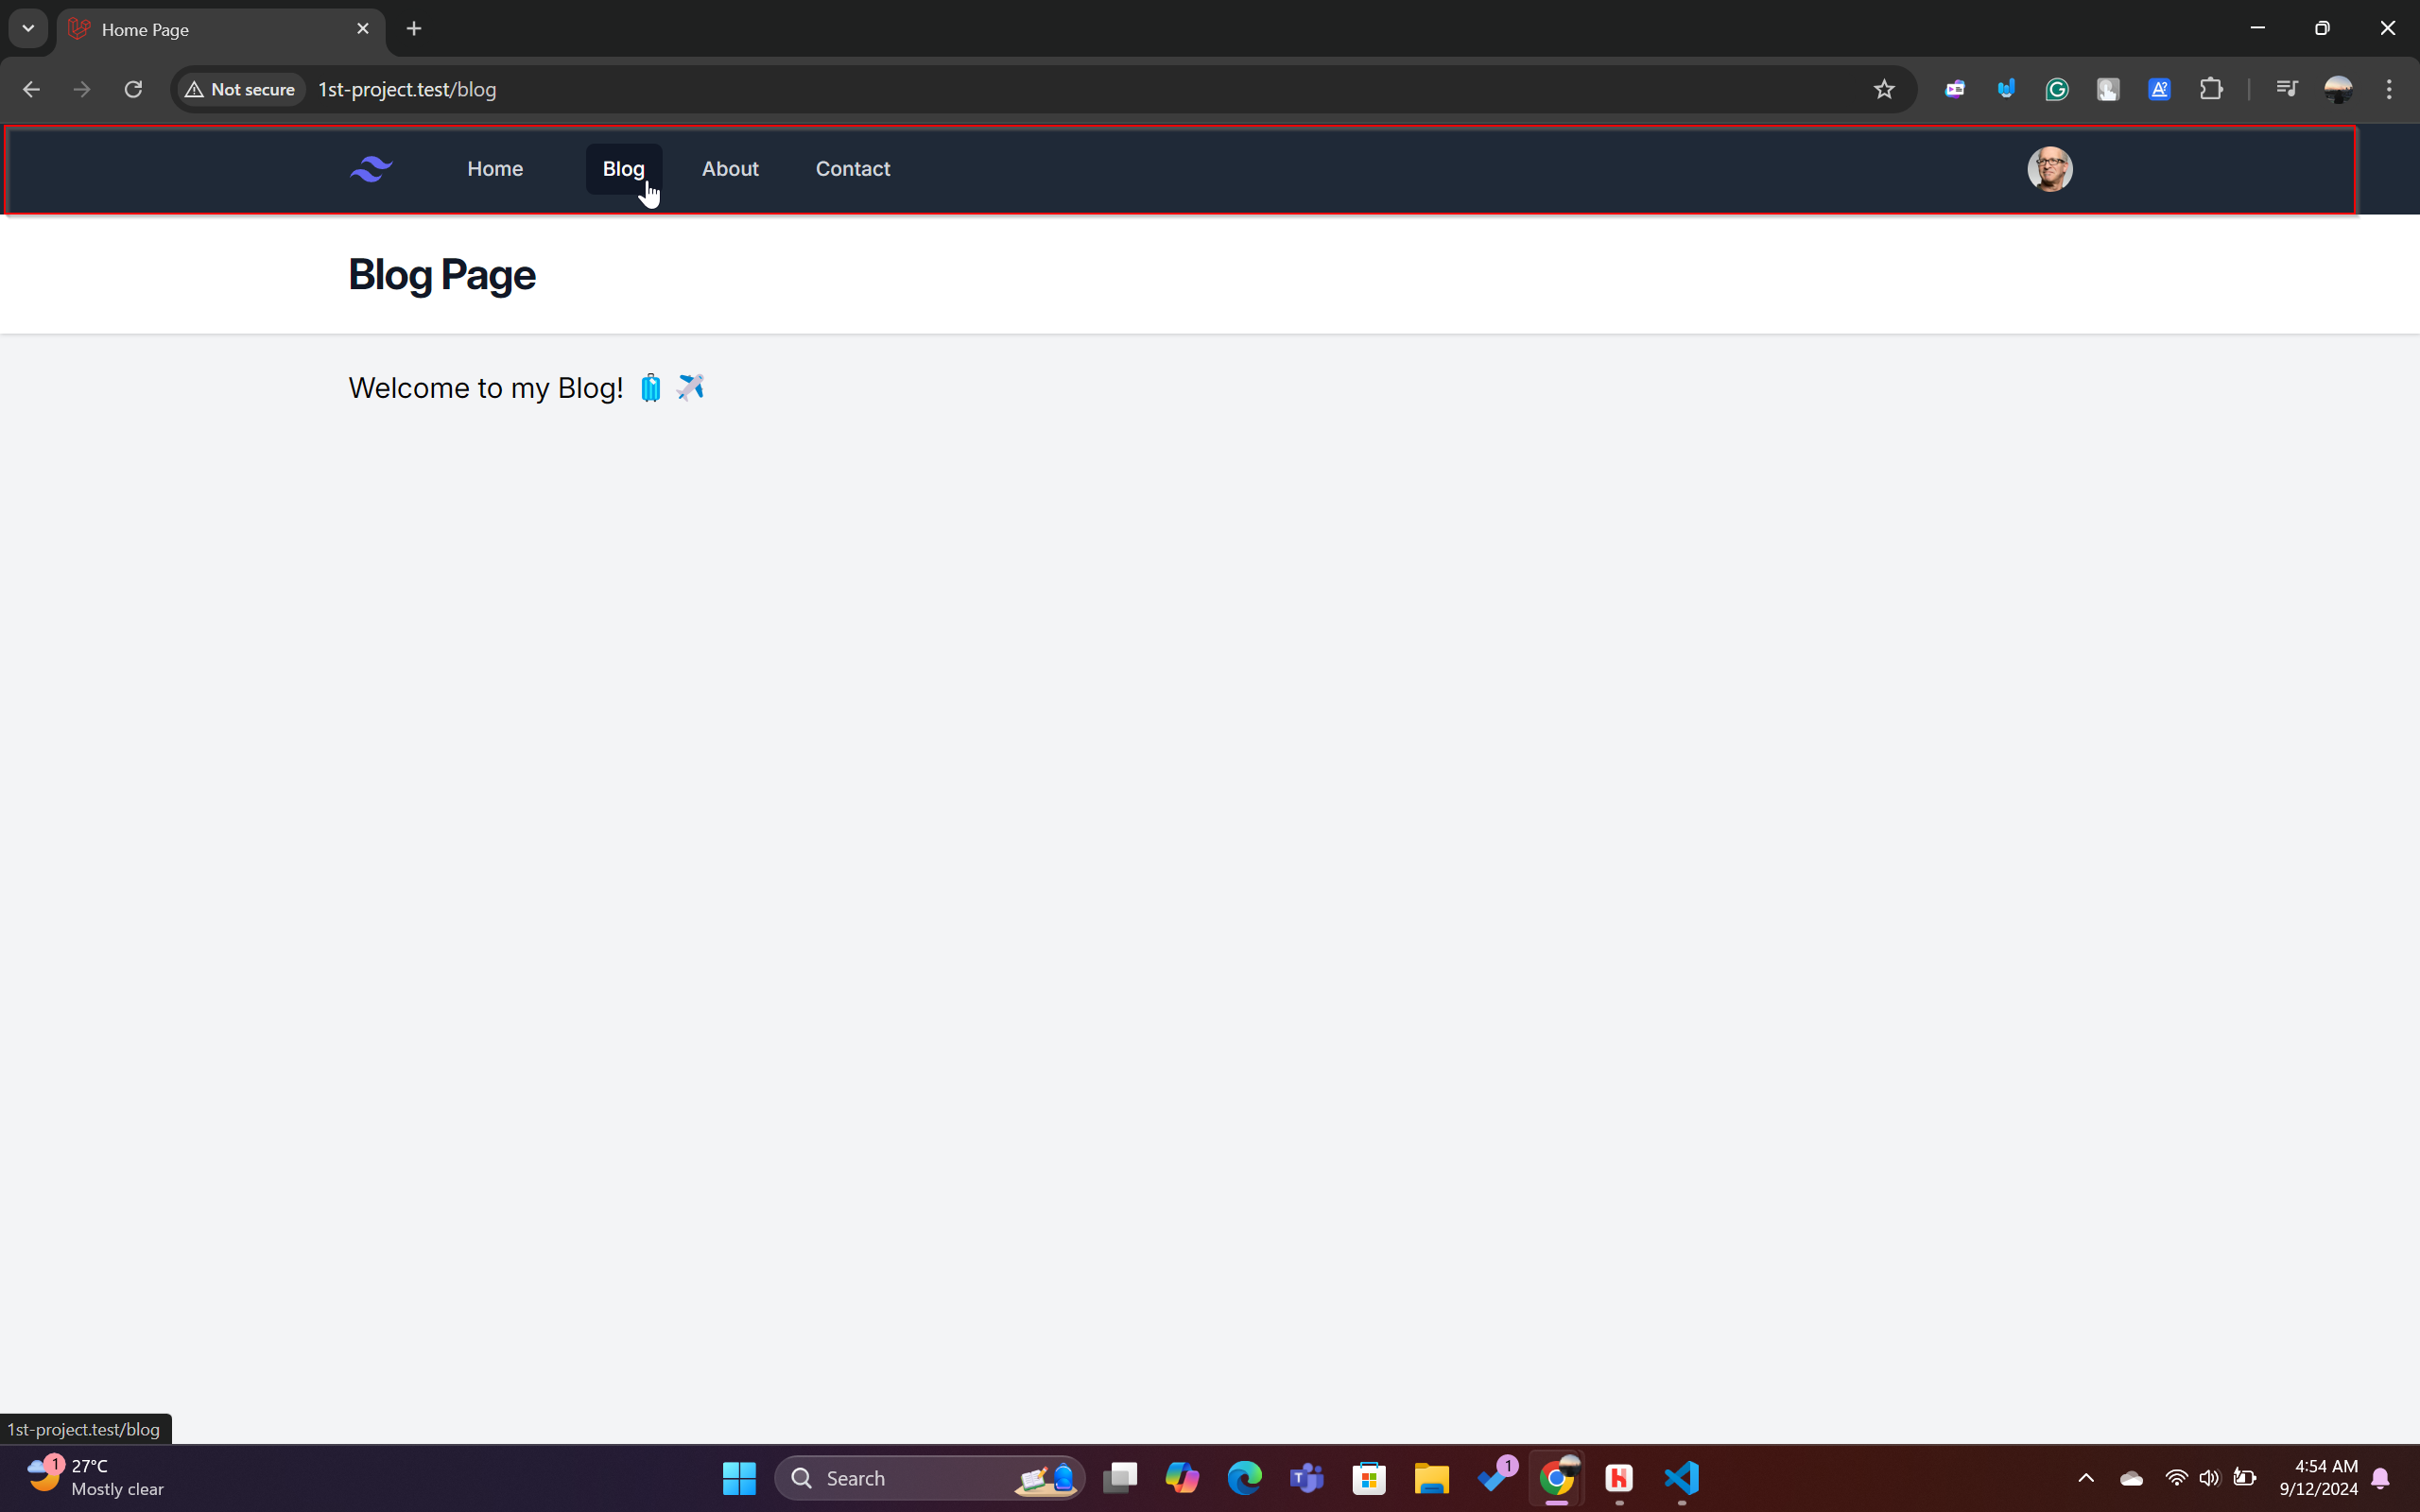 Home Page
Not secure
1st-project.test/blog
Home
Blog
About
Contact
Blog Page
Welcome to my Blog! 🧳 ✈️
1st-project.test/blog
1
27°C
Mostly clear
Search
1
4:54 AM
9/12/2024